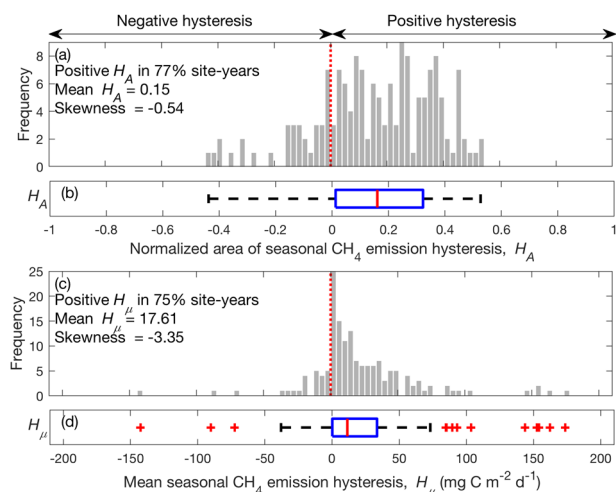 Negative hysteresis Positive hysteresis
(a)
Positive H_A in 77% site-years
Mean H_A = 0.15
Skewness = -0.54
Frequency
8
6
4
2
0
H_A (b)
-1 -0.8 -0.6 -0.4 -0.2 0 0.2 0.4 0.6 0.8 1
Normalized area of seasonal CH4 emission hysteresis, H_A
(c)
Positive H_μ in 75% site-years
Mean H_μ = 17.61
Skewness = -3.35
Frequency
25
20
15
10
5
0
H_μ (d)
-200 -150 -100 -50 0 50 100 150 200
Mean seasonal CH4 emission hysteresis, H_μ (mg C m-2 d-1)